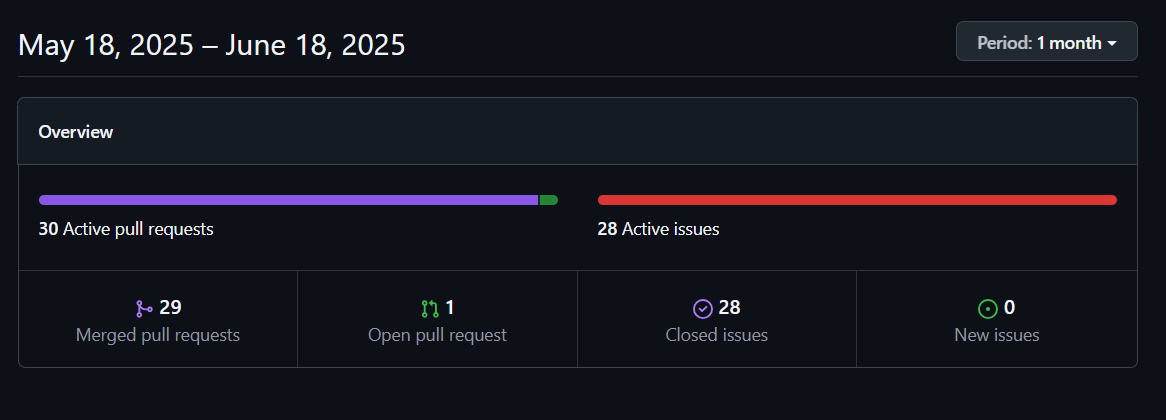 May 18, 2025 – June 18, 2025
Period: 1 month
Overview
30 Active pull requests
28 Active issues
29
Merged pull requests
1
Open pull request
28
Closed issues
0
New issues